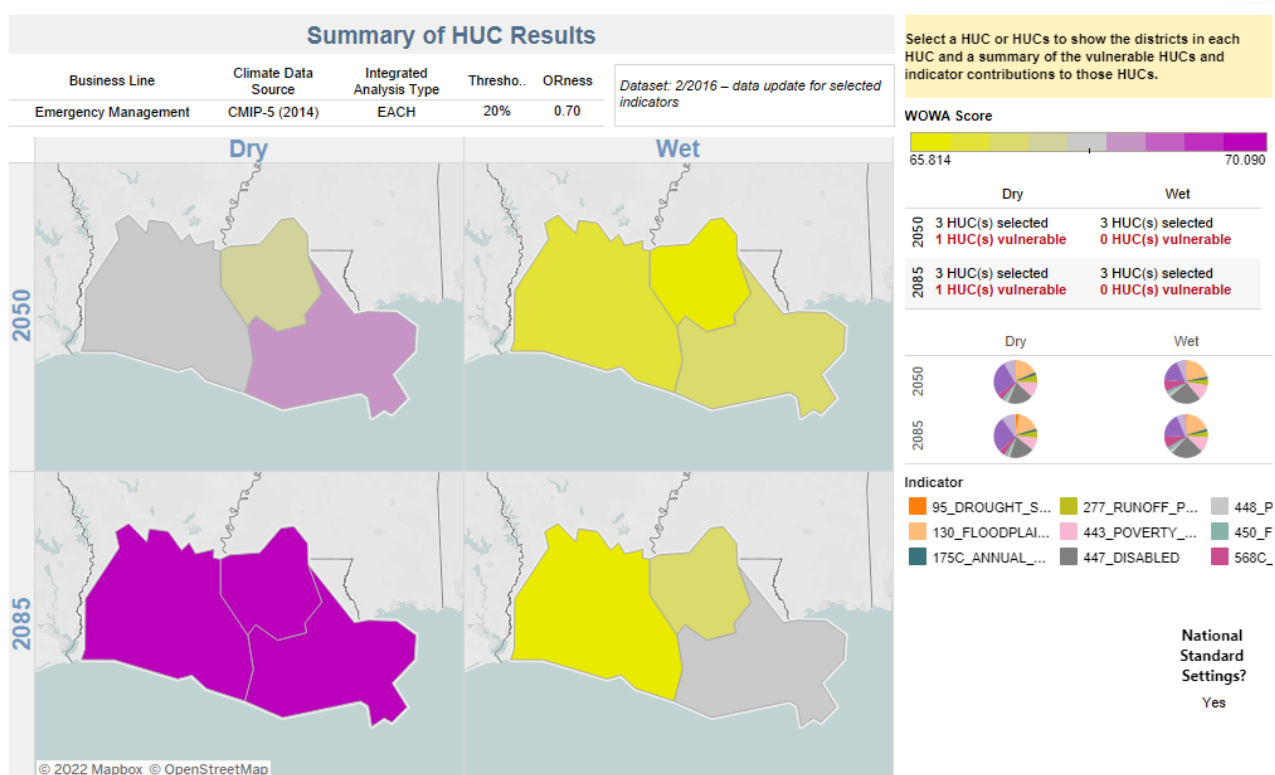 Summary of HUC Results
Business Line
Climate Data
Source
Integrated
Analysis Type
Thresho..
ORness
Emergency Management
CMIP-5 (2014)
EACH
20%
0.70
Dataset: 2/2016 – data update for selected
indicators
Dry
Wet
2050
2085
© 2022 Mapbox © OpenStreetMap
Select a HUC or HUCs to show the districts in each
HUC and a summary of the vulnerable HUCs and
indicator contributions to those HUCs.
WOWA Score
65.814
70.090
Dry
Wet
2050
3 HUC(s) selected
1 HUC(s) vulnerable
3 HUC(s) selected
0 HUC(s) vulnerable
2085
3 HUC(s) selected
1 HUC(s) vulnerable
3 HUC(s) selected
0 HUC(s) vulnerable
Dry
Wet
2050
2085
Indicator
95_DROUGHT_S...
277_RUNOFF_P...
448_P
130_FLOODPLAI...
443_POVERTY_...
450_F
175C_ANNUAL_...
447_DISABLED
568C_
National
Standard
Settings?
Yes